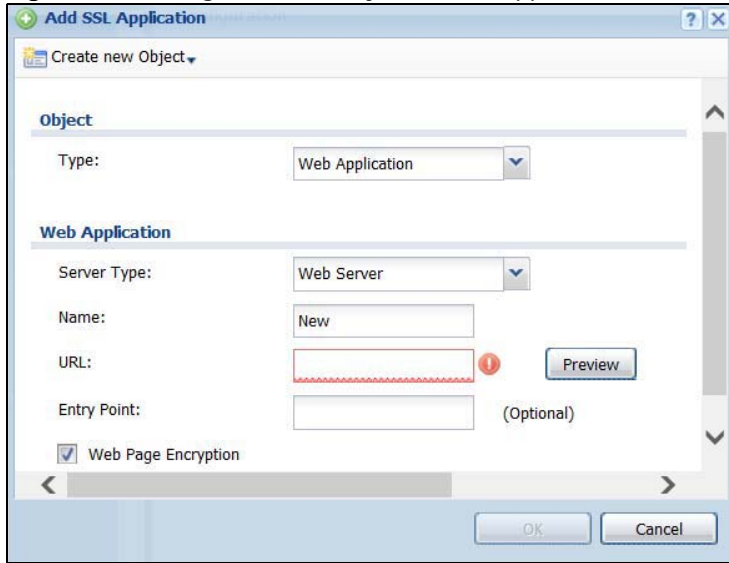 Add SSL Application
Create new Object
Object
Type: Web Application
Web Application
Server Type: Web Server
Name: New
URL: Preview
Entry Point: (Optional)
Web Page Encryption
OK Cancel